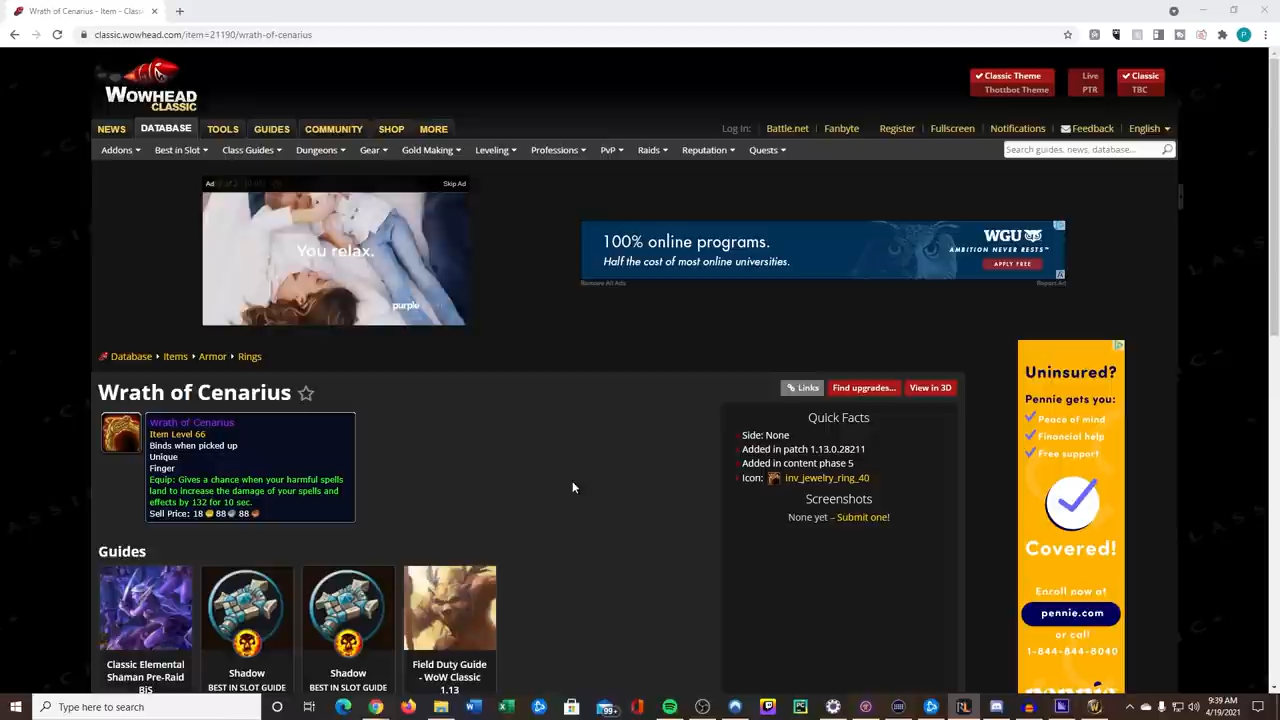 Wrath of Cenarius - Item - Clas
classic.wowhead.com/item=21190/wrath-of-cenarius
P
WOWHEAD
CLASSIC
Classic Theme
Thottbot Theme
Live
PTR
Classic
TBC
NEWS DATABASE TOOLS GUIDES COMMUNITY SHOP MORE
Log in: Battle.net Fanbyte Register Fullscreen Notifications Feedback English
Addons Best in Slot Class Guides Dungeons Gear Gold Making Leveling Professions PvP Raids Reputation Quests
Search guides, news, database...
Ad
Skip Ad
You relax.
purple
100% online programs.
Half the cost of most online universities.
WGU
AMBITION NEVER RESTS™
APPLY FREE
Remove All Ads
Report Ad
Database Items Armor Rings
Wrath of Cenarius
Links Find upgrades... View in 3D
Wrath of Cenarius
Item Level 66
Binds when picked up
Unique
Finger
Equip: Gives a chance when your harmful spells
land to increase the damage of your spells and
effects by 132 for 10 sec.
Sell Price: 18 88 88
Quick Facts
Side: None
Added in patch 1.13.0.28211
Added in content phase 5
Icon: inv_jewelry_ring_40
Screenshots
None yet – Submit one!
Uninsured?
Pennie gets you:
Peace of mind
Financial help
Free support
Covered!
Enroll now at
pennie.com
or call
1-844-844-8040
pennie
Guides
Classic Elemental
Shaman Pre-Raid
BiS
Shadow
BEST IN SLOT GUIDE
Shadow
BEST IN SLOT GUIDE
Field Duty Guide
- WoW Classic
1.13
Type here to search
99+
9:39 AM
4/19/2021